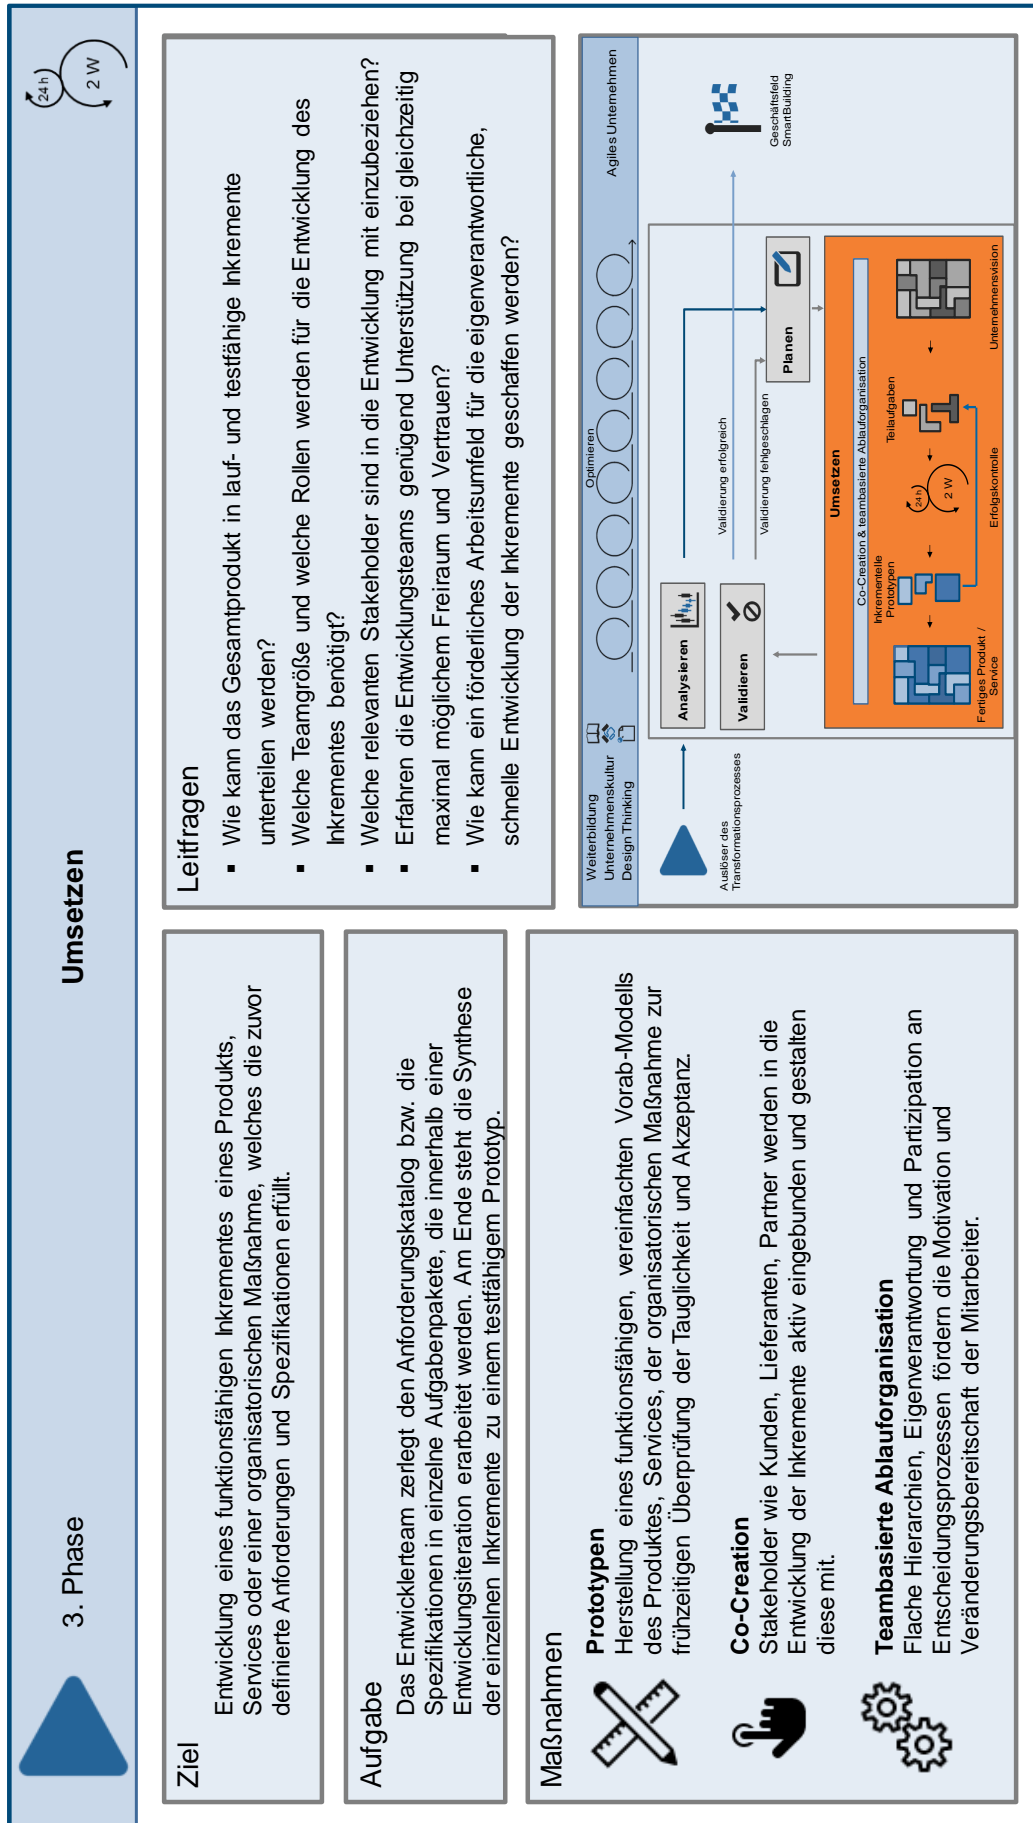 3. Phase
Umsetzen
24 h
2 W
Ziel
Entwicklung eines funktionsfähigen Inkrementes eines Produkts,
Services oder einer organisatorischen Maßnahme, welches die zuvor
definierte Anforderungen und Spezifikationen erfüllt.
Aufgabe
Das Entwicklerteam zerlegt den Anforderungskatalog bzw. die
Spezifikationen in einzelne Aufgabenpakete, die innerhalb einer
Entwicklungsiteration erarbeitet werden. Am Ende steht die Synthese
der einzelnen Inkremente zu einem testfähigem Prototyp.
Maßnahmen
Prototypen
Herstellung eines funktionsfähigen, vereinfachten Vorab-Modells
des Produktes, Services, der organisatorischen Maßnahme zur
frühzeitigen Überprüfung der Tauglichkeit und Akzeptanz.
Co-Creation
Stakeholder wie Kunden, Lieferanten, Partner werden in die
Entwicklung der Inkremente aktiv eingebunden und gestalten
diese mit.
Teambasierte Ablauforganisation
Flache Hierarchien, Eigenverantwortung und Partizipation an
Entscheidungsprozessen fördern die Motivation und
Veränderungsbereitschaft der Mitarbeiter.
Leitfragen
▪ Wie kann das Gesamtprodukt in lauf- und testfähige Inkremente
unterteilen werden?
▪ Welche Teamgröße und welche Rollen werden für die Entwicklung des
Inkrementes benötigt?
▪ Welche relevanten Stakeholder sind in die Entwicklung mit einzubeziehen?
▪ Erfahren die Entwicklungsteams genügend Unterstützung bei gleichzeitig
maximal möglichem Freiraum und Vertrauen?
▪ Wie kann ein förderliches Arbeitsumfeld für die eigenverantwortliche,
schnelle Entwicklung der Inkremente geschaffen werden?
Weiterbildung
Unternehmenskultur
Design Thinking
Optimieren
Agiles Unternehmen
Auslöser des
Transformationsprozesses
Analysieren
Validieren
Validierung erfolgreich
Validierung fehlgeschlagen
Planen
Geschäftsfeld
SmartBuilding
Umsetzen
Co-Creation & teambasierte Ablauforganisation
Inkrementelle
Prototypen
24 h
2 W
Teilaufgaben
Fertiges Produkt /
Service
Erfolgskontrolle
Unternehmensvision